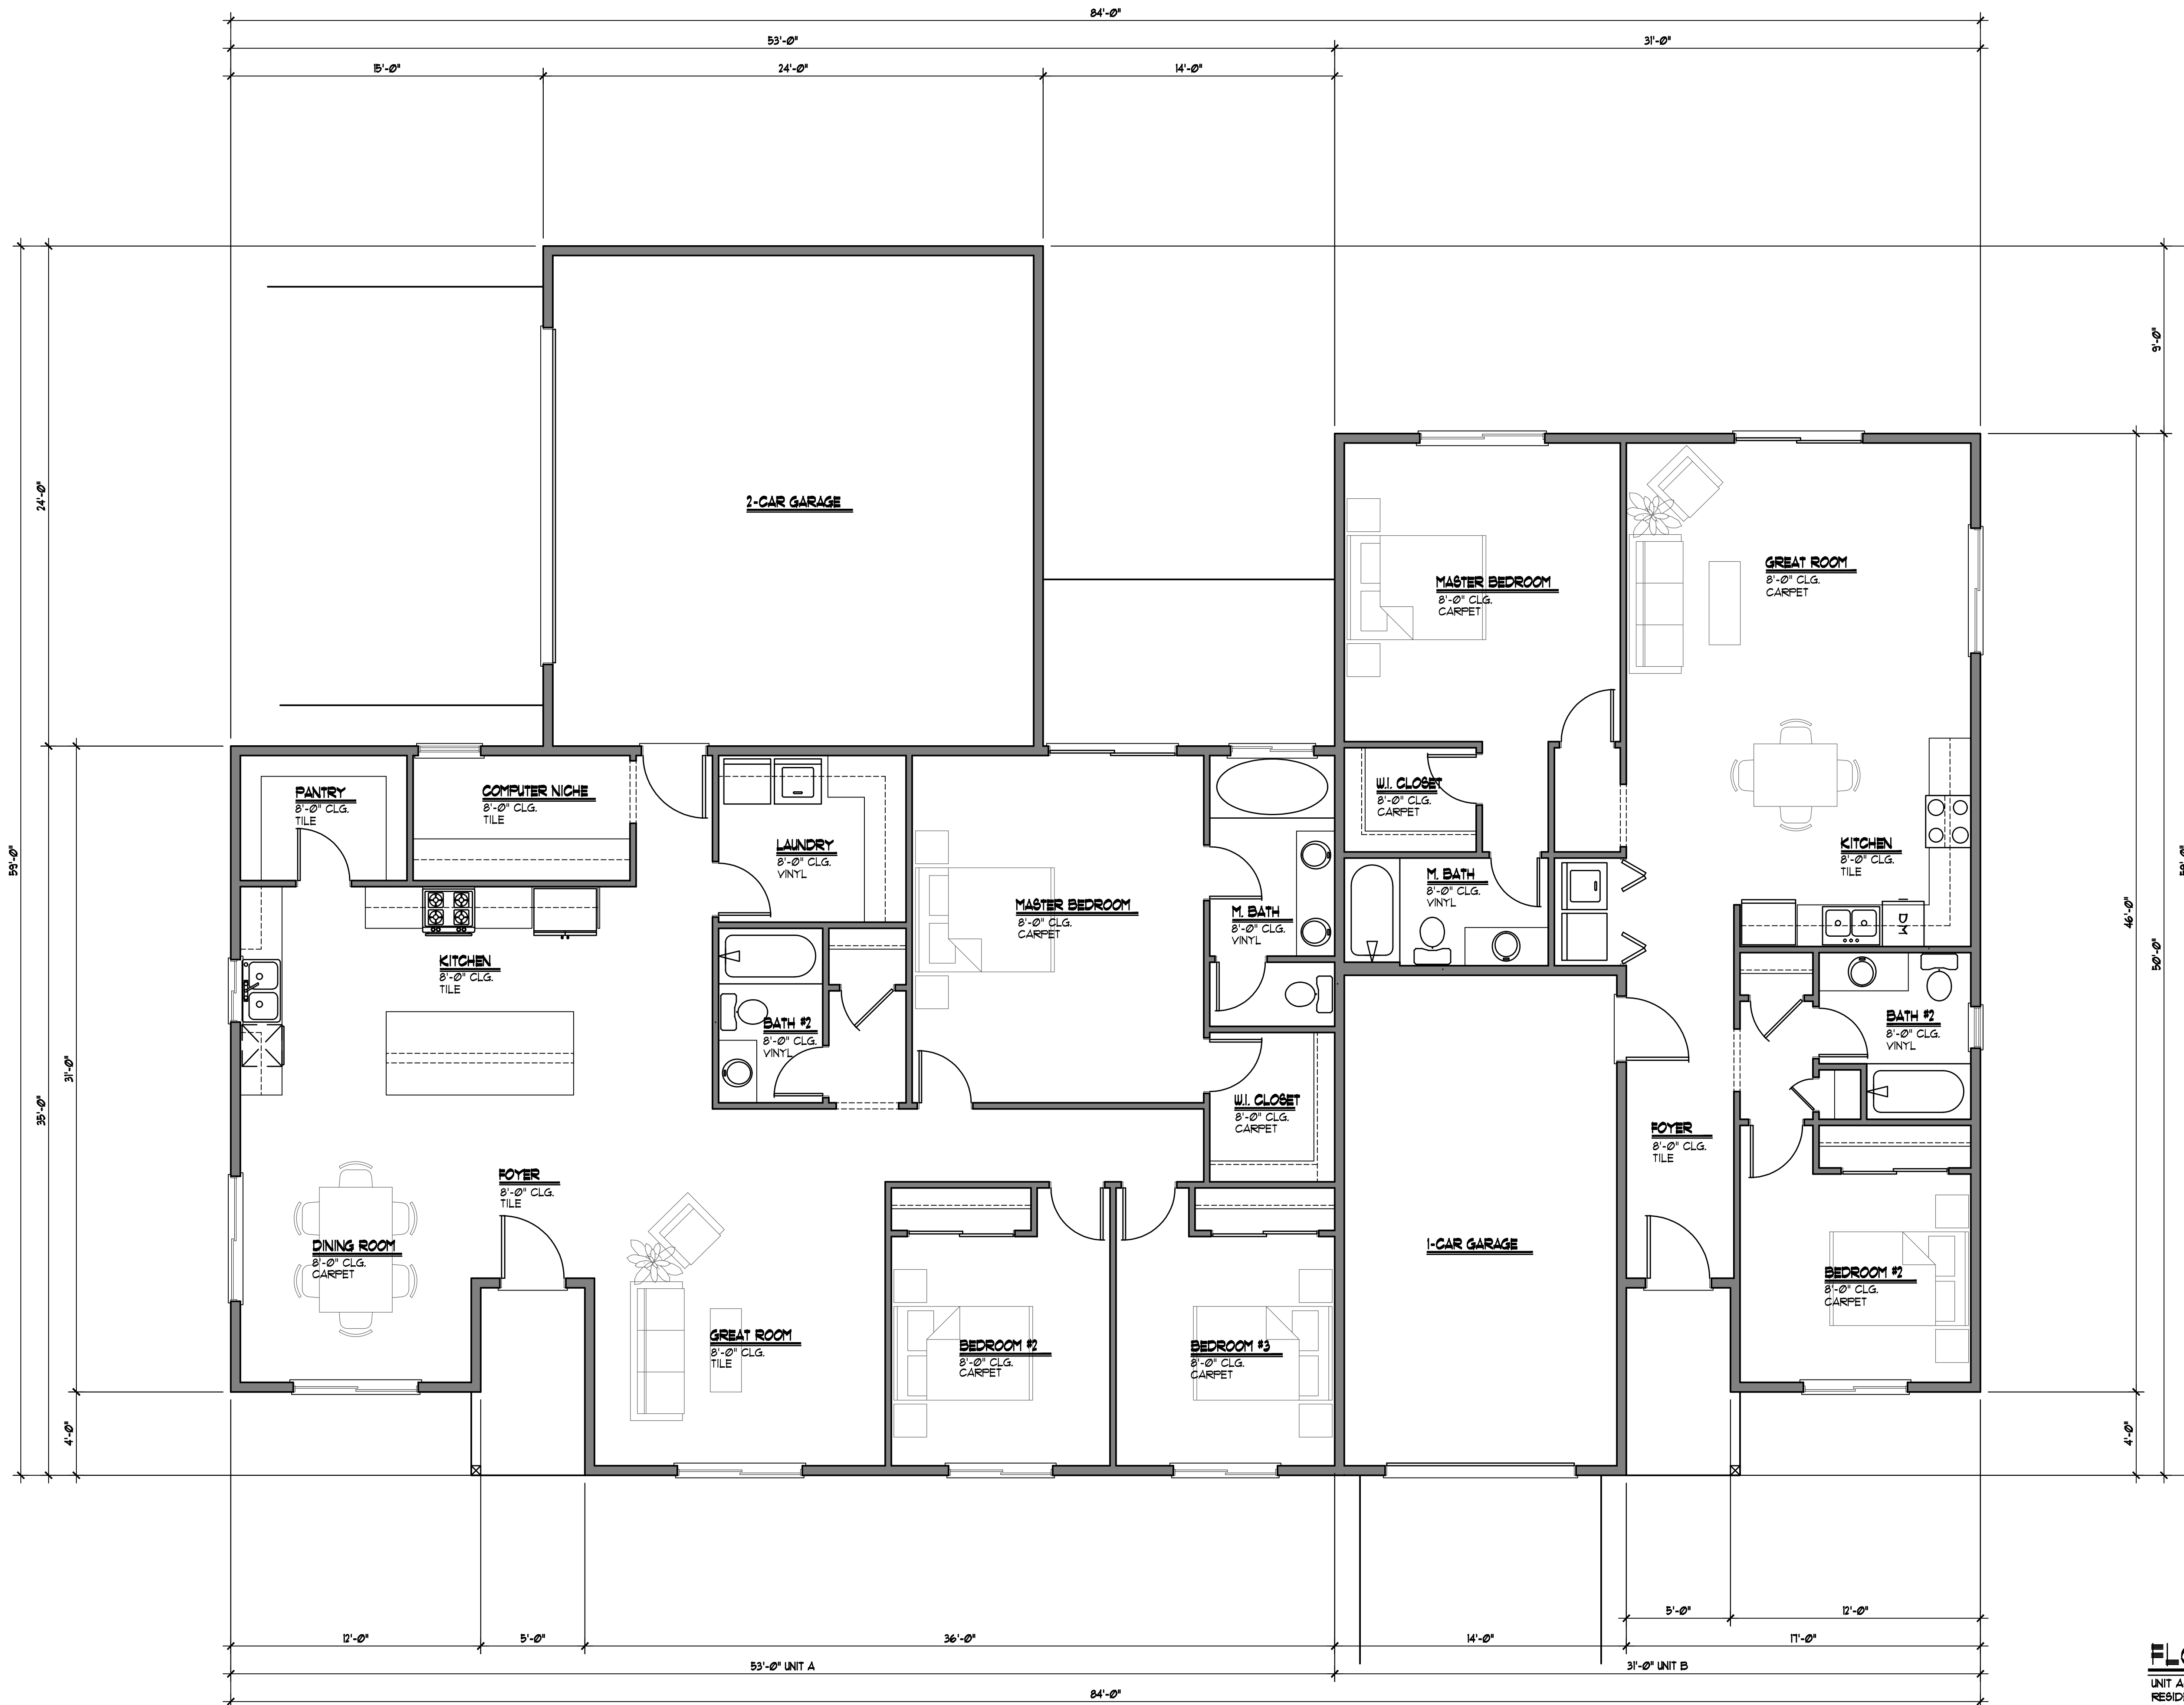 84'-0"
53'-0"
31'-0"
15'-0"
24'-0"
14'-0"
9'-0"
24'-0"
2-CAR GARAGE
GREAT ROOM
8'-0" CLG.
CARPET
MASTER BEDROOM
8'-0" CLG.
CARPET
PANTRY
8'-0" CLG.
TILE
COMPUTER NICHE
8'-0" CLG.
TILE
W.I. CLOSET
8'-0" CLG.
CARPET
LAUNDRY
8'-0" CLG.
VINYL
KITCHEN
8'-0" CLG.
TILE
59'-0"
M. BATH
8'-0" CLG.
VINYL
MASTER BEDROOM
8'-0" CLG.
CARPET
M. BATH
8'-0" CLG.
VINYL
DW
46'-0"
50'-0"
KITCHEN
8'-0" CLG.
TILE
BATH #2
8'-0" CLG.
VINYL
BATH #2
8'-0" CLG.
VINYL
31'-0"
35'-0"
W.I. CLOSET
8'-0" CLG.
CARPET
FOYER
8'-0" CLG.
TILE
FOYER
8'-0" CLG.
TILE
DINING ROOM
8'-0" CLG.
CARPET
1-CAR GARAGE
BEDROOM #2
8'-0" CLG.
CARPET
GREAT ROOM
8'-0" CLG.
TILE
BEDROOM #2
8'-0" CLG.
CARPET
BEDROOM #3
8'-0" CLG.
CARPET
4'-0"
4'-0"
5'-0"
12'-0"
12'-0"
5'-0"
36'-0"
14'-0"
17'-0"
53'-0" UNIT A
31'-0" UNIT B
84'-0"
UNIT A